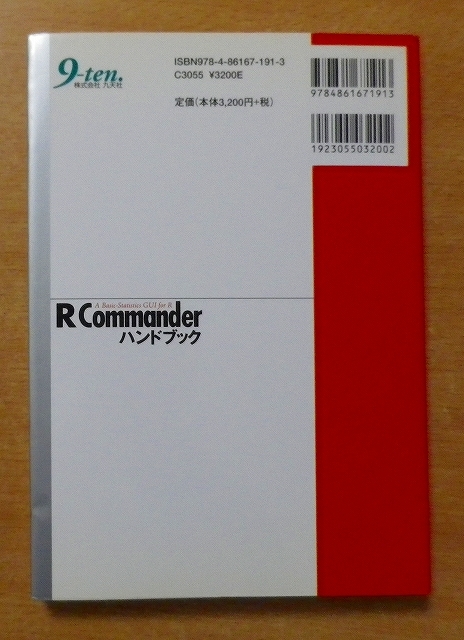 9-ten.
株式会社 九天社
ISBN978-4-86167-191-3
C3055 ¥3200E
定価(本体3,200円+税)
9784861671913
1923055032002
A Basic-Statistics GUI for R
R Commander
ハンドブック